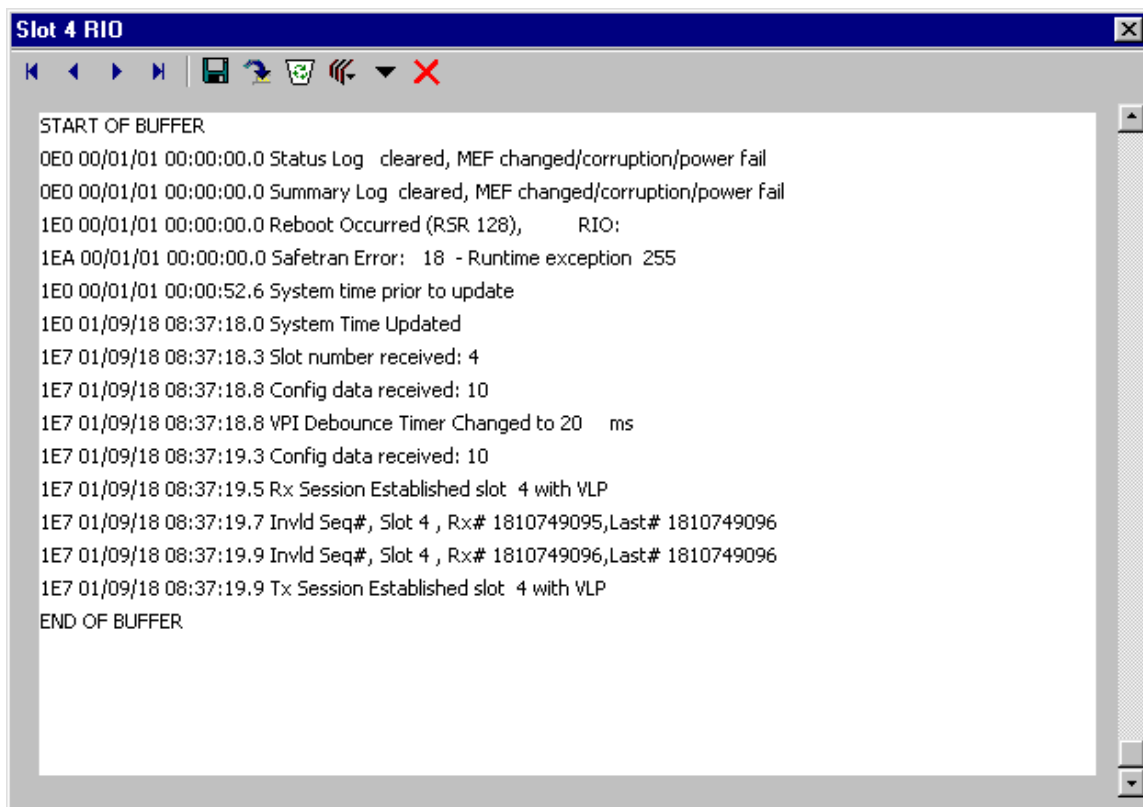 Slot 4 RIO
START OF BUFFER
0E0 00/01/01 00:00:00.0 Status Log   cleared, MEF changed/corruption/power fail
0E0 00/01/01 00:00:00.0 Summary Log  cleared, MEF changed/corruption/power fail
1E0 00/01/01 00:00:00.0 Reboot Occurred (RSR 128),         RIO:
1EA 00/01/01 00:00:00.0 Safetran Error:   18  - Runtime exception  255
1E0 00/01/01 00:00:52.6 System time prior to update
1E0 01/09/18 08:37:18.0 System Time Updated
1E7 01/09/18 08:37:18.3 Slot number received: 4
1E7 01/09/18 08:37:18.8 Config data received: 10
1E7 01/09/18 08:37:18.8 VPI Debounce Timer Changed to 20    ms
1E7 01/09/18 08:37:19.3 Config data received: 10
1E7 01/09/18 08:37:19.5 Rx Session Established slot  4 with VLP
1E7 01/09/18 08:37:19.7 Invld Seq#, Slot 4 , Rx# 1810749095,Last# 1810749096
1E7 01/09/18 08:37:19.9 Invld Seq#, Slot 4 , Rx# 1810749096,Last# 1810749096
1E7 01/09/18 08:37:19.9 Tx Session Established slot  4 with VLP
END OF BUFFER